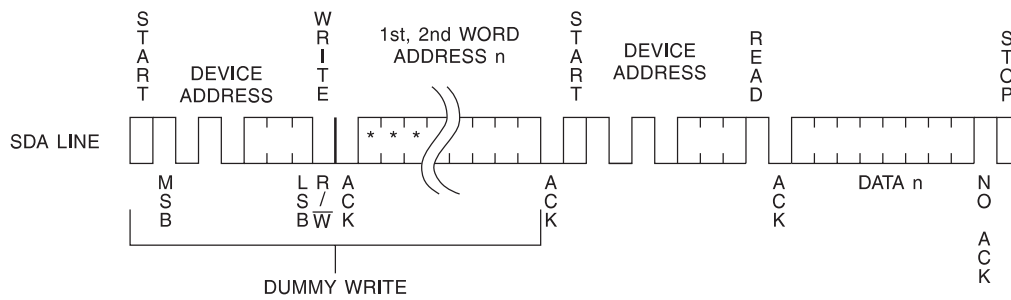 START
WRITE
1st, 2nd WORD
ADDRESS n
START
READ
STOP
DEVICE
ADDRESS
DEVICE
ADDRESS
SDA LINE
* * *
MSB
LSB
R/W̅
ACK
ACK
ACK
DATA n
NO ACK
DUMMY WRITE